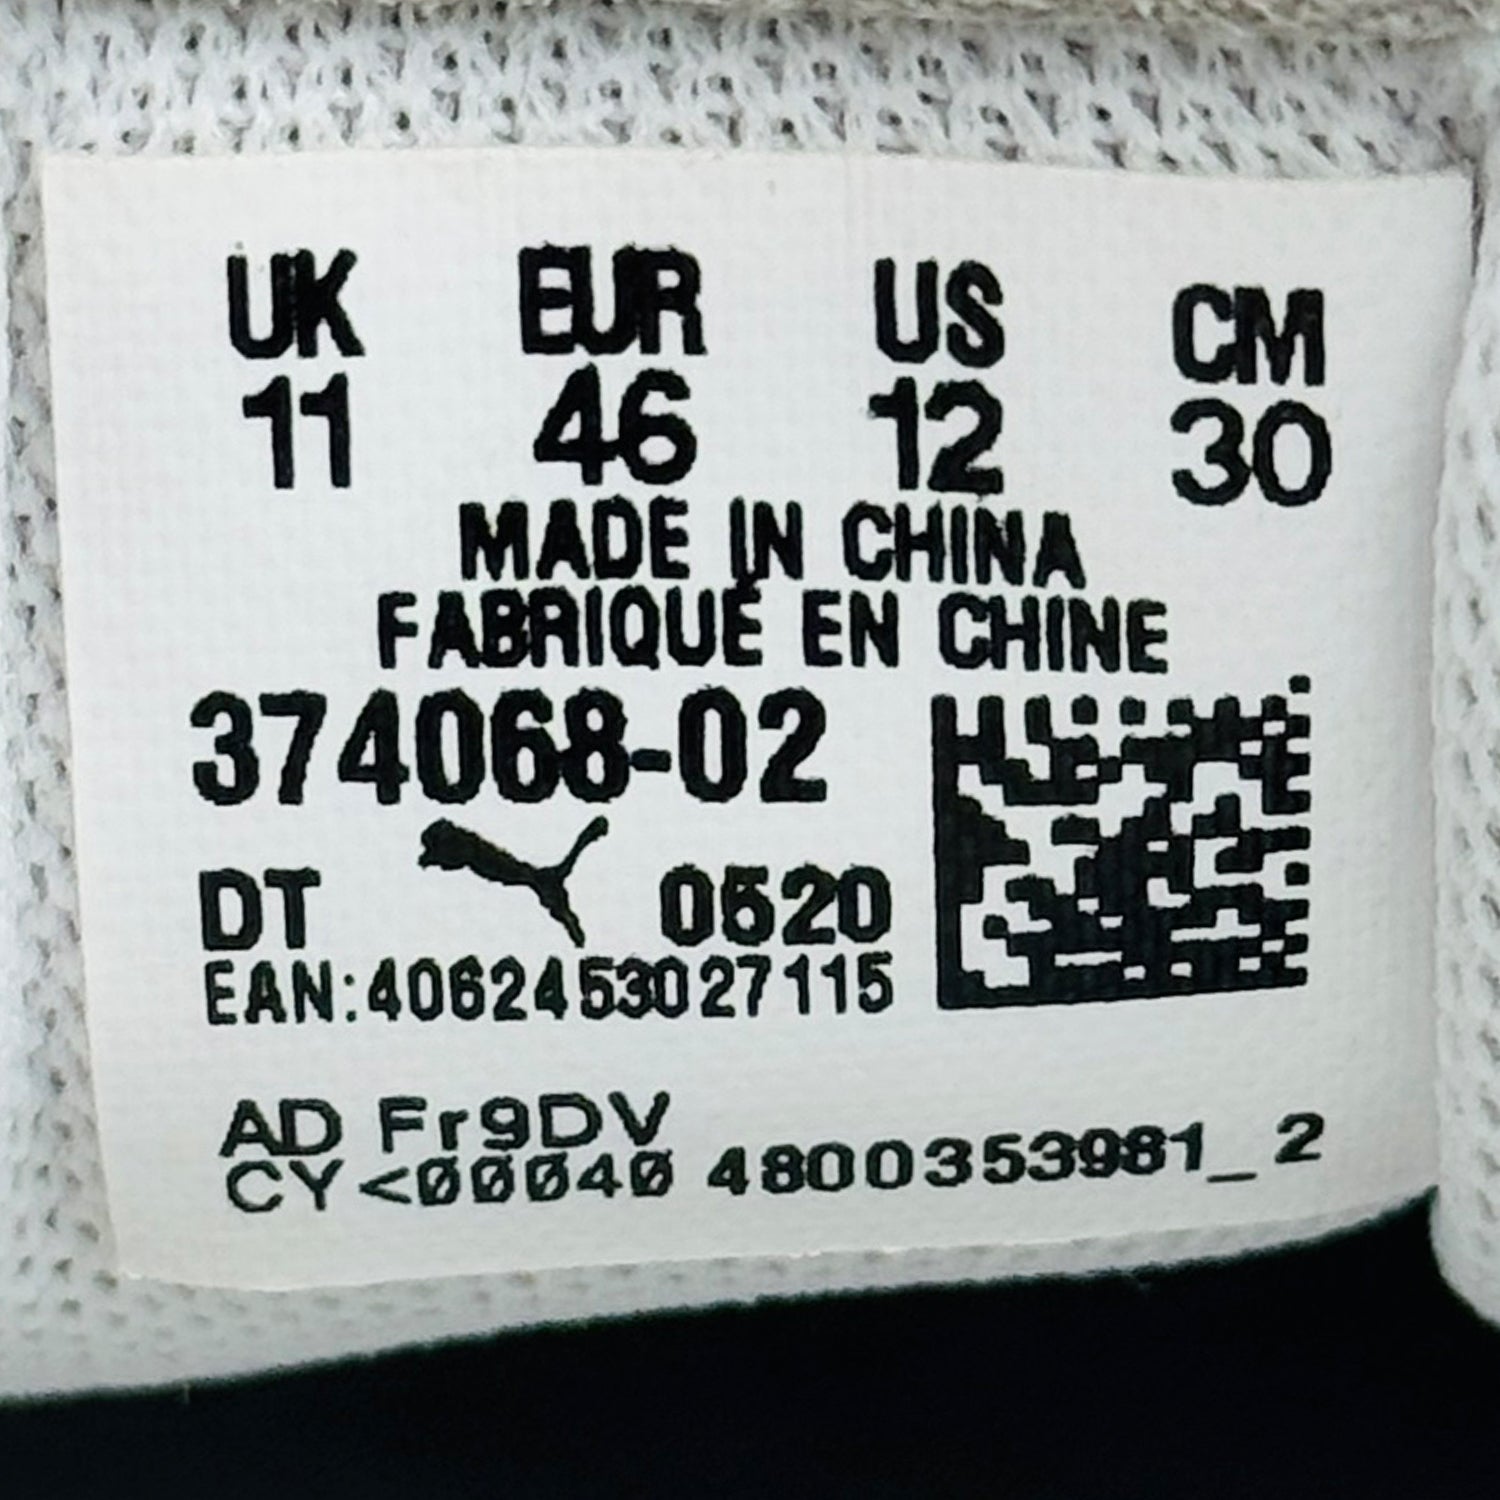 UK EUR US CM
11 46 12 30
MADE IN CHINA
FABRIQUÉ EN CHINE
374068-02
DT 0520
EAN:4062453027115
AD Fr9DV
CY<00040 4800353981_2